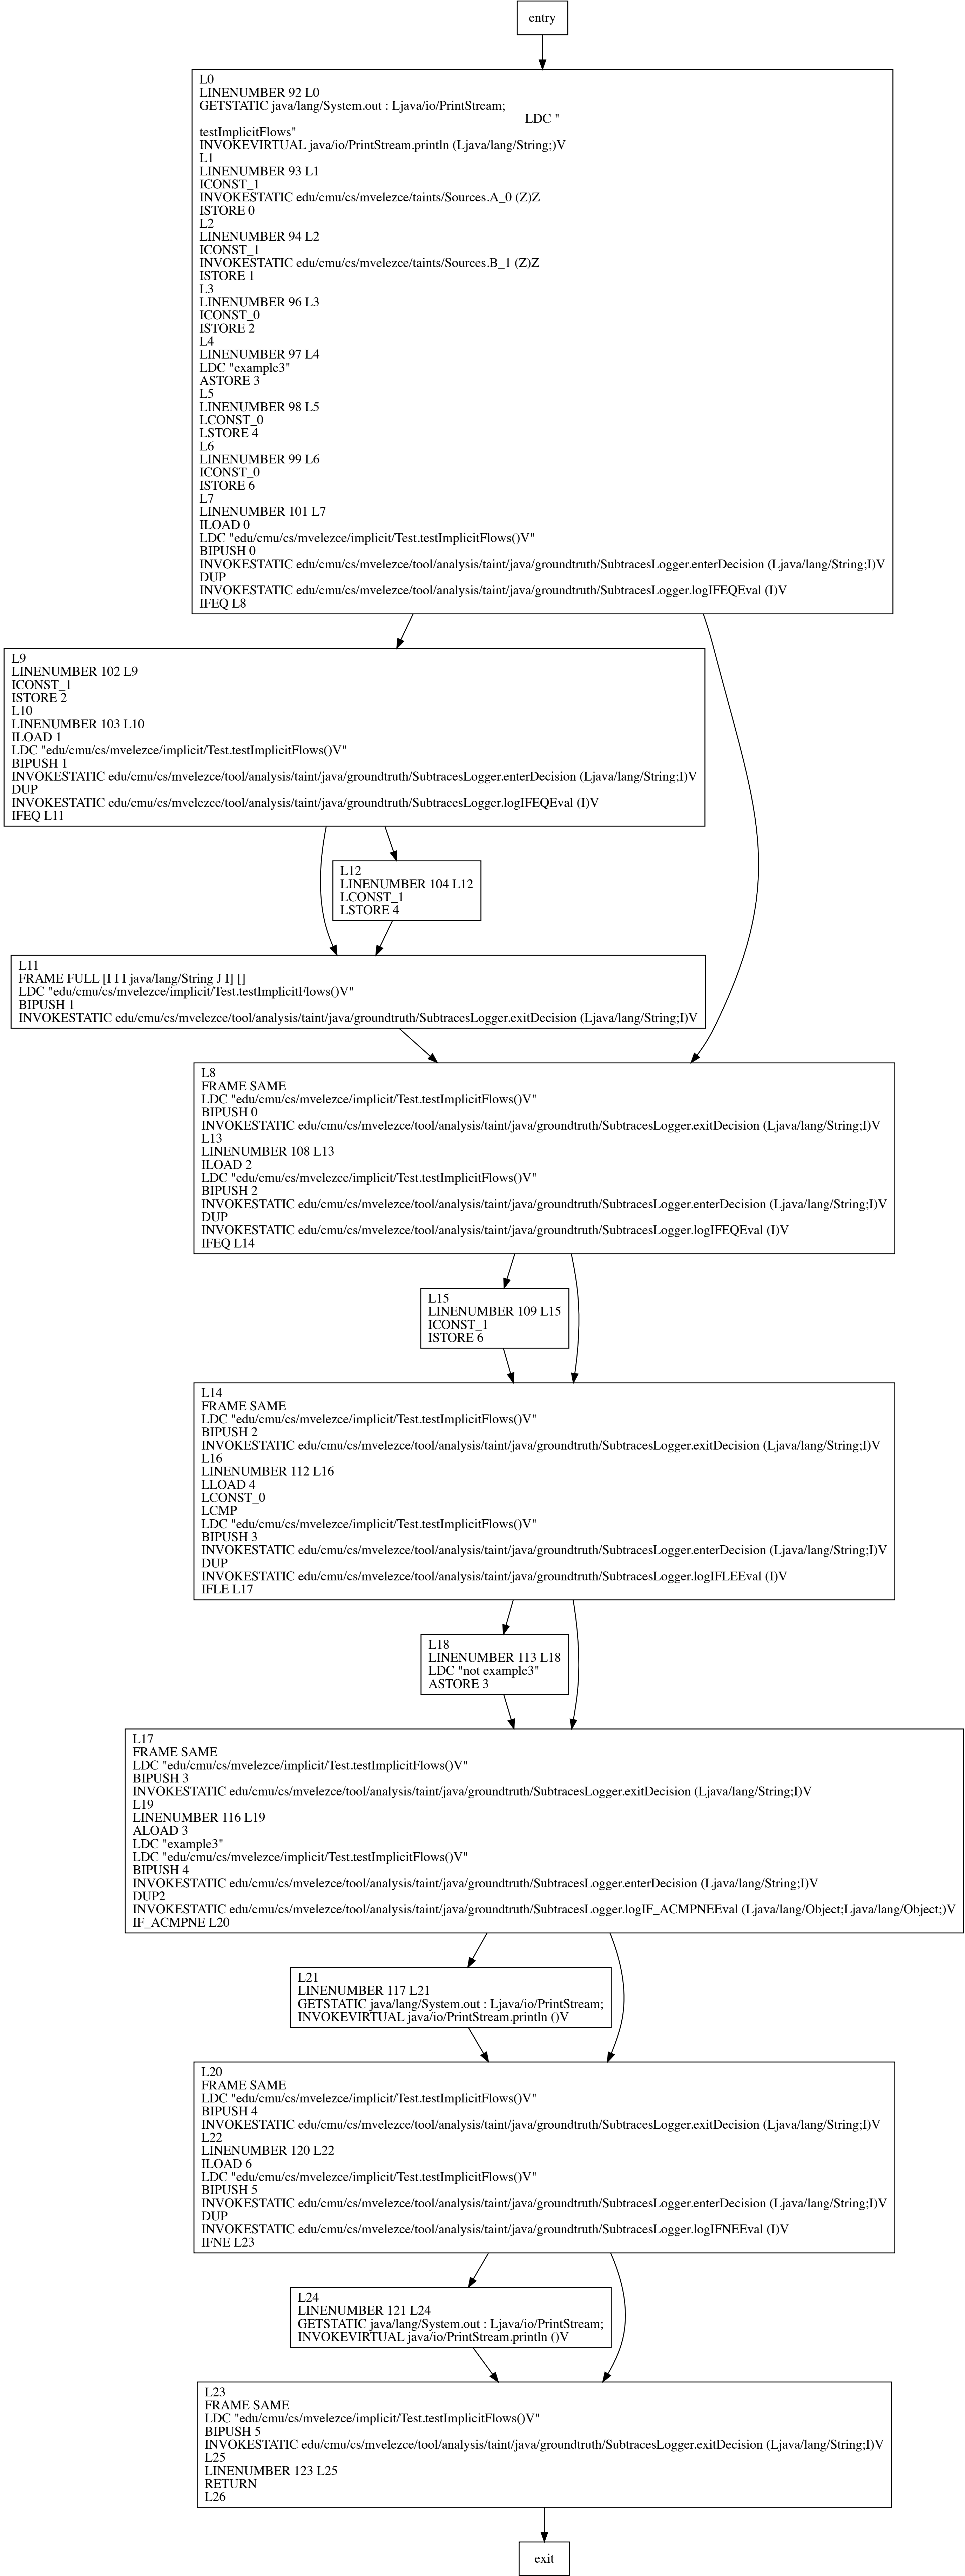 entry
L0
LINENUMBER 92 L0
GETSTATIC java/lang/System.out : Ljava/io/PrintStream;
LDC "
testImplicitFlows"
INVOKEVIRTUAL java/io/PrintStream.println (Ljava/lang/String;)V
L1
LINENUMBER 93 L1
ICONST_1
INVOKESTATIC edu/cmu/cs/mvelezce/taints/Sources.A_0 (Z)Z
ISTORE 0
L2
LINENUMBER 94 L2
ICONST_1
INVOKESTATIC edu/cmu/cs/mvelezce/taints/Sources.B_1 (Z)Z
ISTORE 1
L3
LINENUMBER 96 L3
ICONST_0
ISTORE 2
L4
LINENUMBER 97 L4
LDC "example3"
ASTORE 3
L5
LINENUMBER 98 L5
LCONST_0
LSTORE 4
L6
LINENUMBER 99 L6
ICONST_0
ISTORE 6
L7
LINENUMBER 101 L7
ILOAD 0
LDC "edu/cmu/cs/mvelezce/implicit/Test.testImplicitFlows()V"
BIPUSH 0
INVOKESTATIC edu/cmu/cs/mvelezce/tool/analysis/taint/java/groundtruth/SubtracesLogger.enterDecision (Ljava/lang/String;I)V
DUP
INVOKESTATIC edu/cmu/cs/mvelezce/tool/analysis/taint/java/groundtruth/SubtracesLogger.logIFEQEval (I)V
IFEQ L8
L9
LINENUMBER 102 L9
ICONST_1
ISTORE 2
L10
LINENUMBER 103 L10
ILOAD 1
LDC "edu/cmu/cs/mvelezce/implicit/Test.testImplicitFlows()V"
BIPUSH 1
INVOKESTATIC edu/cmu/cs/mvelezce/tool/analysis/taint/java/groundtruth/SubtracesLogger.enterDecision (Ljava/lang/String;I)V
DUP
INVOKESTATIC edu/cmu/cs/mvelezce/tool/analysis/taint/java/groundtruth/SubtracesLogger.logIFEQEval (I)V
IFEQ L11
L12
LINENUMBER 104 L12
LCONST_1
LSTORE 4
L11
FRAME FULL [I I I java/lang/String J I] []
LDC "edu/cmu/cs/mvelezce/implicit/Test.testImplicitFlows()V"
BIPUSH 1
INVOKESTATIC edu/cmu/cs/mvelezce/tool/analysis/taint/java/groundtruth/SubtracesLogger.exitDecision (Ljava/lang/String;I)V
L8
FRAME SAME
LDC "edu/cmu/cs/mvelezce/implicit/Test.testImplicitFlows()V"
BIPUSH 0
INVOKESTATIC edu/cmu/cs/mvelezce/tool/analysis/taint/java/groundtruth/SubtracesLogger.exitDecision (Ljava/lang/String;I)V
L13
LINENUMBER 108 L13
ILOAD 2
LDC "edu/cmu/cs/mvelezce/implicit/Test.testImplicitFlows()V"
BIPUSH 2
INVOKESTATIC edu/cmu/cs/mvelezce/tool/analysis/taint/java/groundtruth/SubtracesLogger.enterDecision (Ljava/lang/String;I)V
DUP
INVOKESTATIC edu/cmu/cs/mvelezce/tool/analysis/taint/java/groundtruth/SubtracesLogger.logIFEQEval (I)V
IFEQ L14
L15
LINENUMBER 109 L15
ICONST_1
ISTORE 6
L14
FRAME SAME
LDC "edu/cmu/cs/mvelezce/implicit/Test.testImplicitFlows()V"
BIPUSH 2
INVOKESTATIC edu/cmu/cs/mvelezce/tool/analysis/taint/java/groundtruth/SubtracesLogger.exitDecision (Ljava/lang/String;I)V
L16
LINENUMBER 112 L16
LLOAD 4
LCONST_0
LCMP
LDC "edu/cmu/cs/mvelezce/implicit/Test.testImplicitFlows()V"
BIPUSH 3
INVOKESTATIC edu/cmu/cs/mvelezce/tool/analysis/taint/java/groundtruth/SubtracesLogger.enterDecision (Ljava/lang/String;I)V
DUP
INVOKESTATIC edu/cmu/cs/mvelezce/tool/analysis/taint/java/groundtruth/SubtracesLogger.logIFLEEval (I)V
IFLE L17
L18
LINENUMBER 113 L18
LDC "not example3"
ASTORE 3
L17
FRAME SAME
LDC "edu/cmu/cs/mvelezce/implicit/Test.testImplicitFlows()V"
BIPUSH 3
INVOKESTATIC edu/cmu/cs/mvelezce/tool/analysis/taint/java/groundtruth/SubtracesLogger.exitDecision (Ljava/lang/String;I)V
L19
LINENUMBER 116 L19
ALOAD 3
LDC "example3"
LDC "edu/cmu/cs/mvelezce/implicit/Test.testImplicitFlows()V"
BIPUSH 4
INVOKESTATIC edu/cmu/cs/mvelezce/tool/analysis/taint/java/groundtruth/SubtracesLogger.enterDecision (Ljava/lang/String;I)V
DUP2
INVOKESTATIC edu/cmu/cs/mvelezce/tool/analysis/taint/java/groundtruth/SubtracesLogger.logIF_ACMPNEEval (Ljava/lang/Object;Ljava/lang/Object;)V
IF_ACMPNE L20
L21
LINENUMBER 117 L21
GETSTATIC java/lang/System.out : Ljava/io/PrintStream;
INVOKEVIRTUAL java/io/PrintStream.println ()V
L20
FRAME SAME
LDC "edu/cmu/cs/mvelezce/implicit/Test.testImplicitFlows()V"
BIPUSH 4
INVOKESTATIC edu/cmu/cs/mvelezce/tool/analysis/taint/java/groundtruth/SubtracesLogger.exitDecision (Ljava/lang/String;I)V
L22
LINENUMBER 120 L22
ILOAD 6
LDC "edu/cmu/cs/mvelezce/implicit/Test.testImplicitFlows()V"
BIPUSH 5
INVOKESTATIC edu/cmu/cs/mvelezce/tool/analysis/taint/java/groundtruth/SubtracesLogger.enterDecision (Ljava/lang/String;I)V
DUP
INVOKESTATIC edu/cmu/cs/mvelezce/tool/analysis/taint/java/groundtruth/SubtracesLogger.logIFNEEval (I)V
IFNE L23
L24
LINENUMBER 121 L24
GETSTATIC java/lang/System.out : Ljava/io/PrintStream;
INVOKEVIRTUAL java/io/PrintStream.println ()V
L23
FRAME SAME
LDC "edu/cmu/cs/mvelezce/implicit/Test.testImplicitFlows()V"
BIPUSH 5
INVOKESTATIC edu/cmu/cs/mvelezce/tool/analysis/taint/java/groundtruth/SubtracesLogger.exitDecision (Ljava/lang/String;I)V
L25
LINENUMBER 123 L25
RETURN
L26
exit